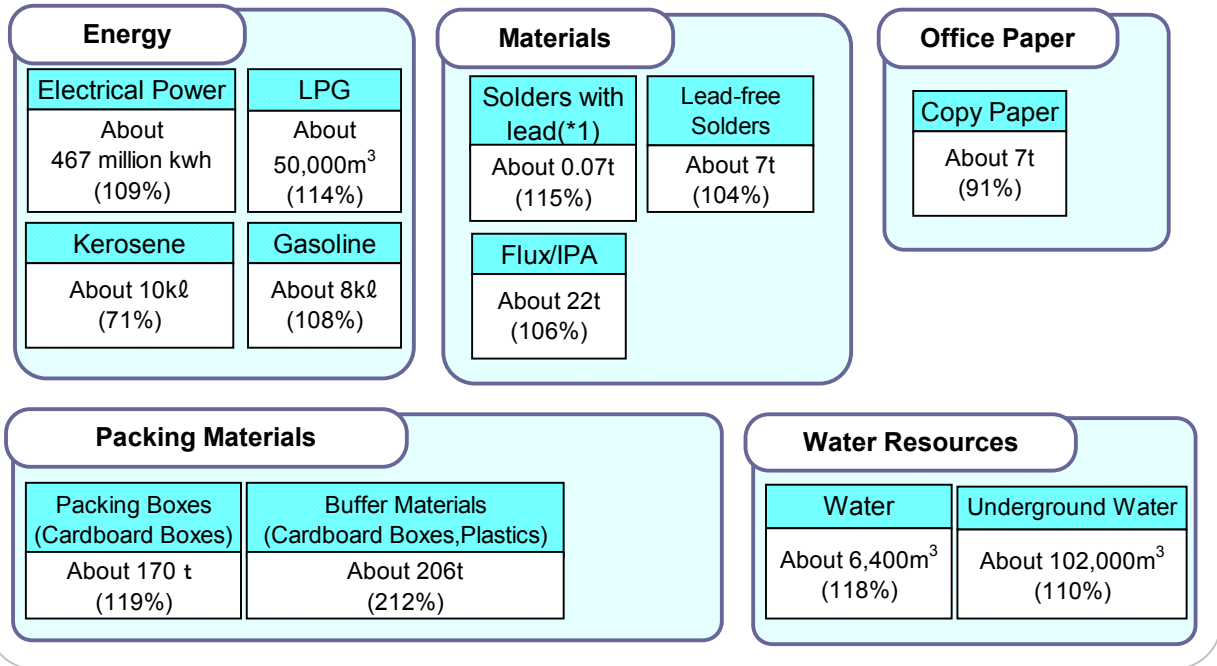 Energy
Electrical Power
About
467 million kwh
(109%)
LPG
About
50,000m³
(114%)
Kerosene
About 10kℓ
(71%)
Gasoline
About 8kℓ
(108%)
Materials
Solders with
lead(*1)
About 0.07t
(115%)
Lead-free
Solders
About 7t
(104%)
Flux/IPA
About 22t
(106%)
Office Paper
Copy Paper
About 7t
(91%)
Packing Materials
Packing Boxes
(Cardboard Boxes)
About 170 t
(119%)
Buffer Materials
(Cardboard Boxes,Plastics)
About 206t
(212%)
Water Resources
Water
About 6,400m³
(118%)
Underground Water
About 102,000m³
(110%)